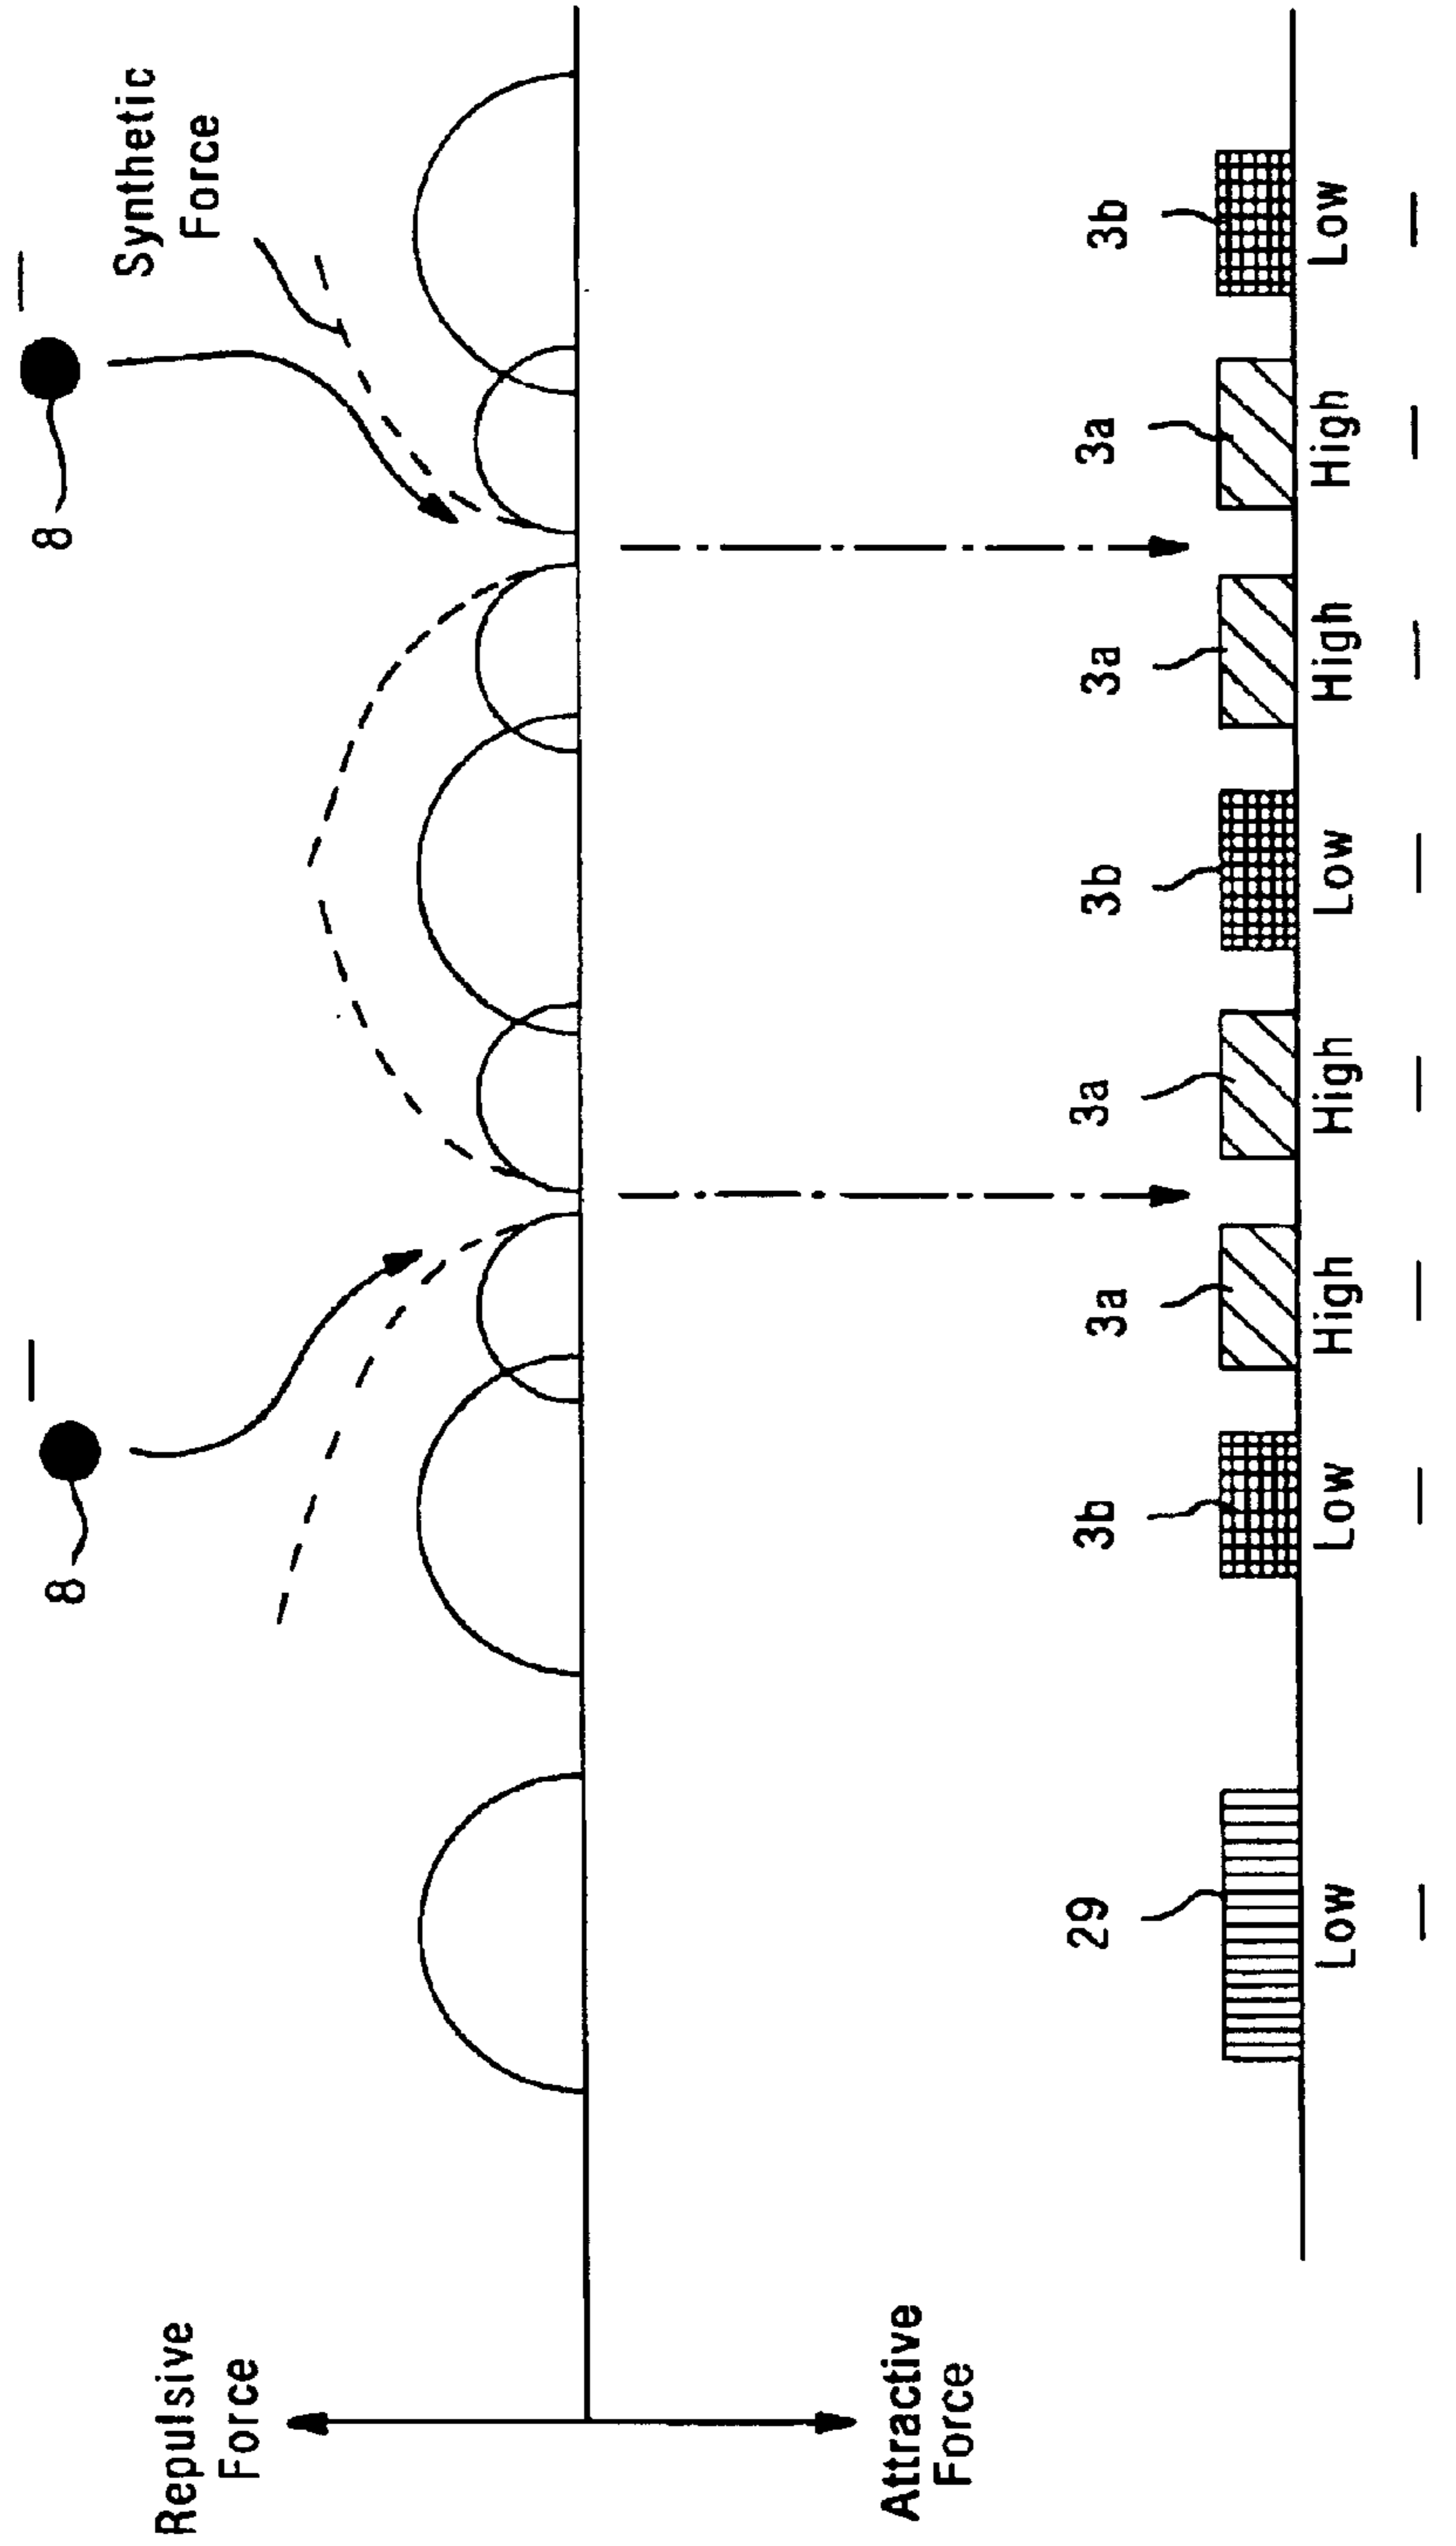 8
8
Synthetic
Force
Repulsive
Force
Attractive
Force
29 3b 3a 3a 3b 3a 3a 3b
Low Low High High Low High High Low
− − − − − − − −